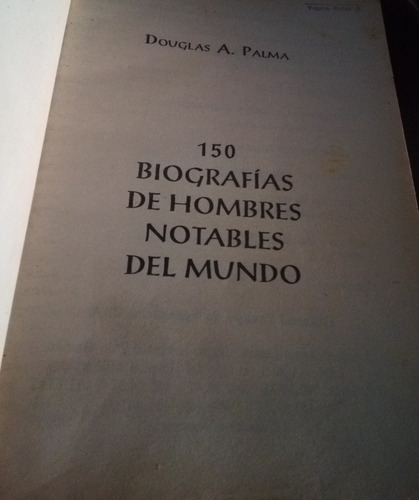 DOUGLAS A. PALMA
150
BIOGRAFÍAS
DE HOMBRES
NOTABLES
DEL MUNDO